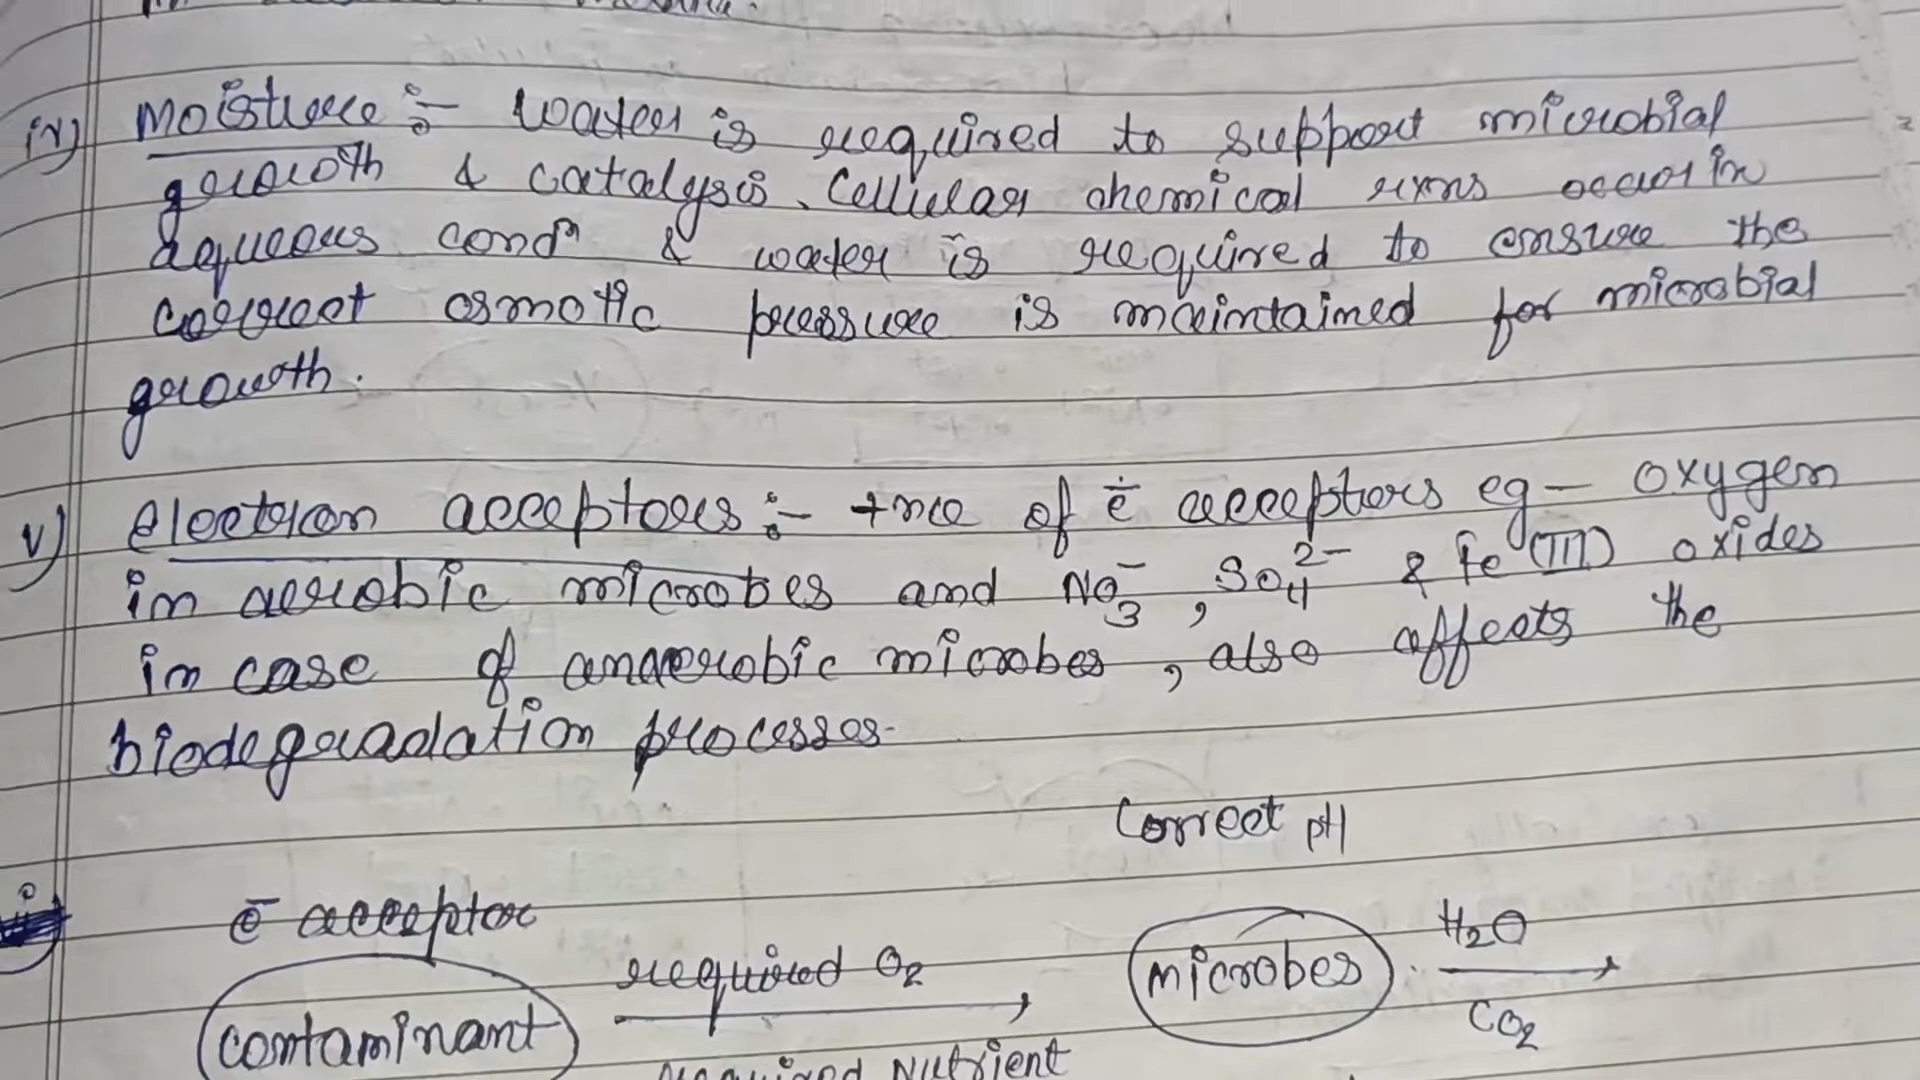 iv) Moisture :- Water is required to support microbial
growth & catalysis. Cellular chemical rxns occur in
aqueous condn & water is required to ensure the
correct osmotic pressure is maintained for microbial
growth.
v) Electron acceptors :- +nce of e acceptors eg - oxygen
in aerobic microbes and NO3-, SO4 2- & Fe (III) oxides
in case of anaerobic microbes, also affects the
biodegradation processes.
Correct pH
e- acceptor
contaminant required O2 microbes H2O
CO2
required Nutrient